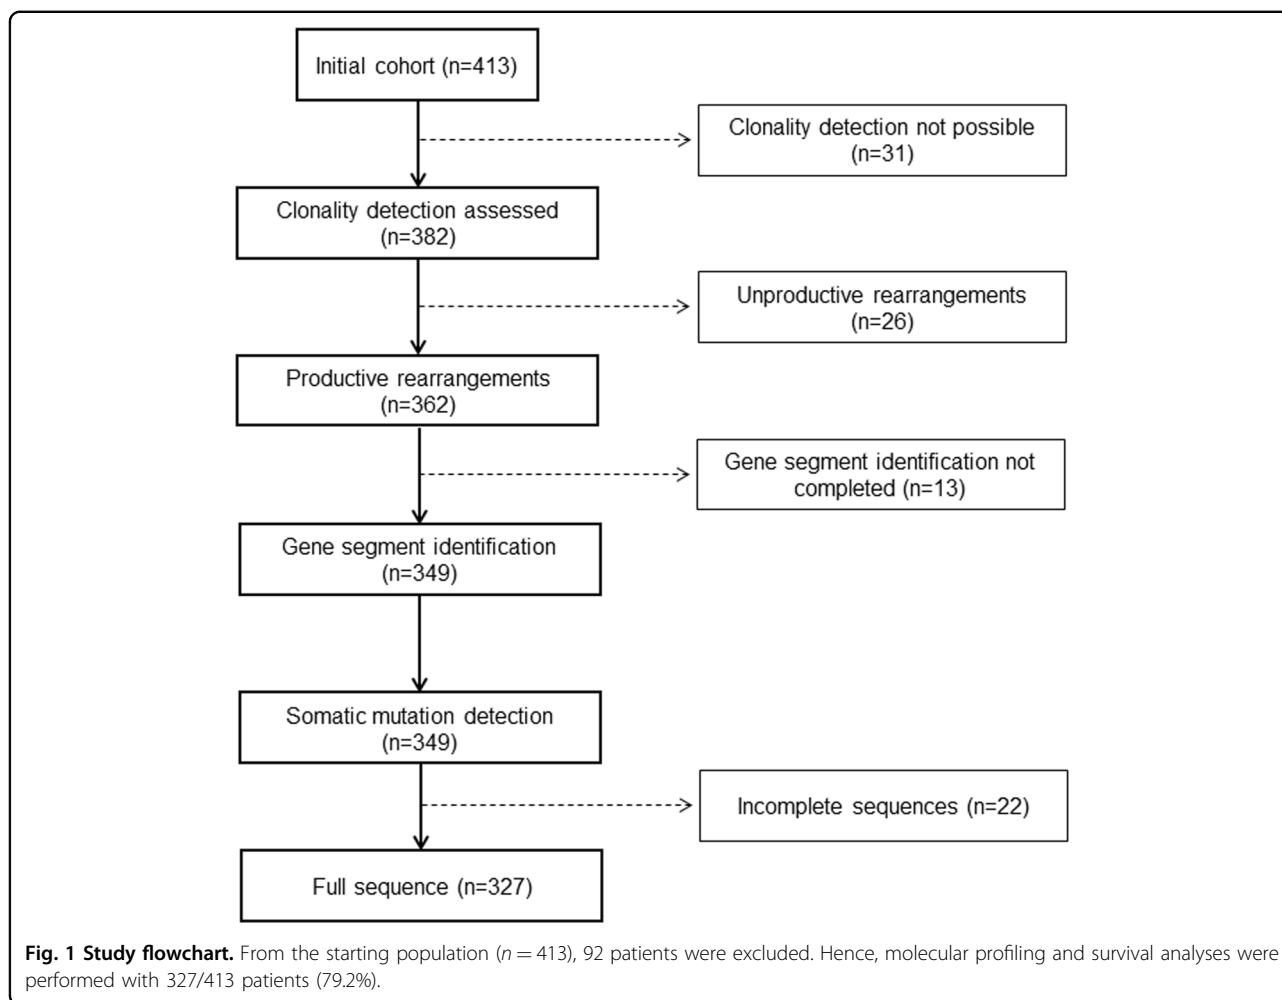 Initial cohort (n=413)
Clonality detection not possible
(n=31)
Clonality detection assessed
(n=382)
Unproductive rearrangements
(n=26)
Productive rearrangements
(n=362)
Gene segment identification not
completed (n=13)
Gene segment identification
(n=349)
Somatic mutation detection
(n=349)
Incomplete sequences (n=22)
Full sequence (n=327)
Fig. 1 Study flowchart. From the starting population (n = 413), 92 patients were excluded. Hence, molecular profiling and survival analyses were
performed with 327/413 patients (79.2%).